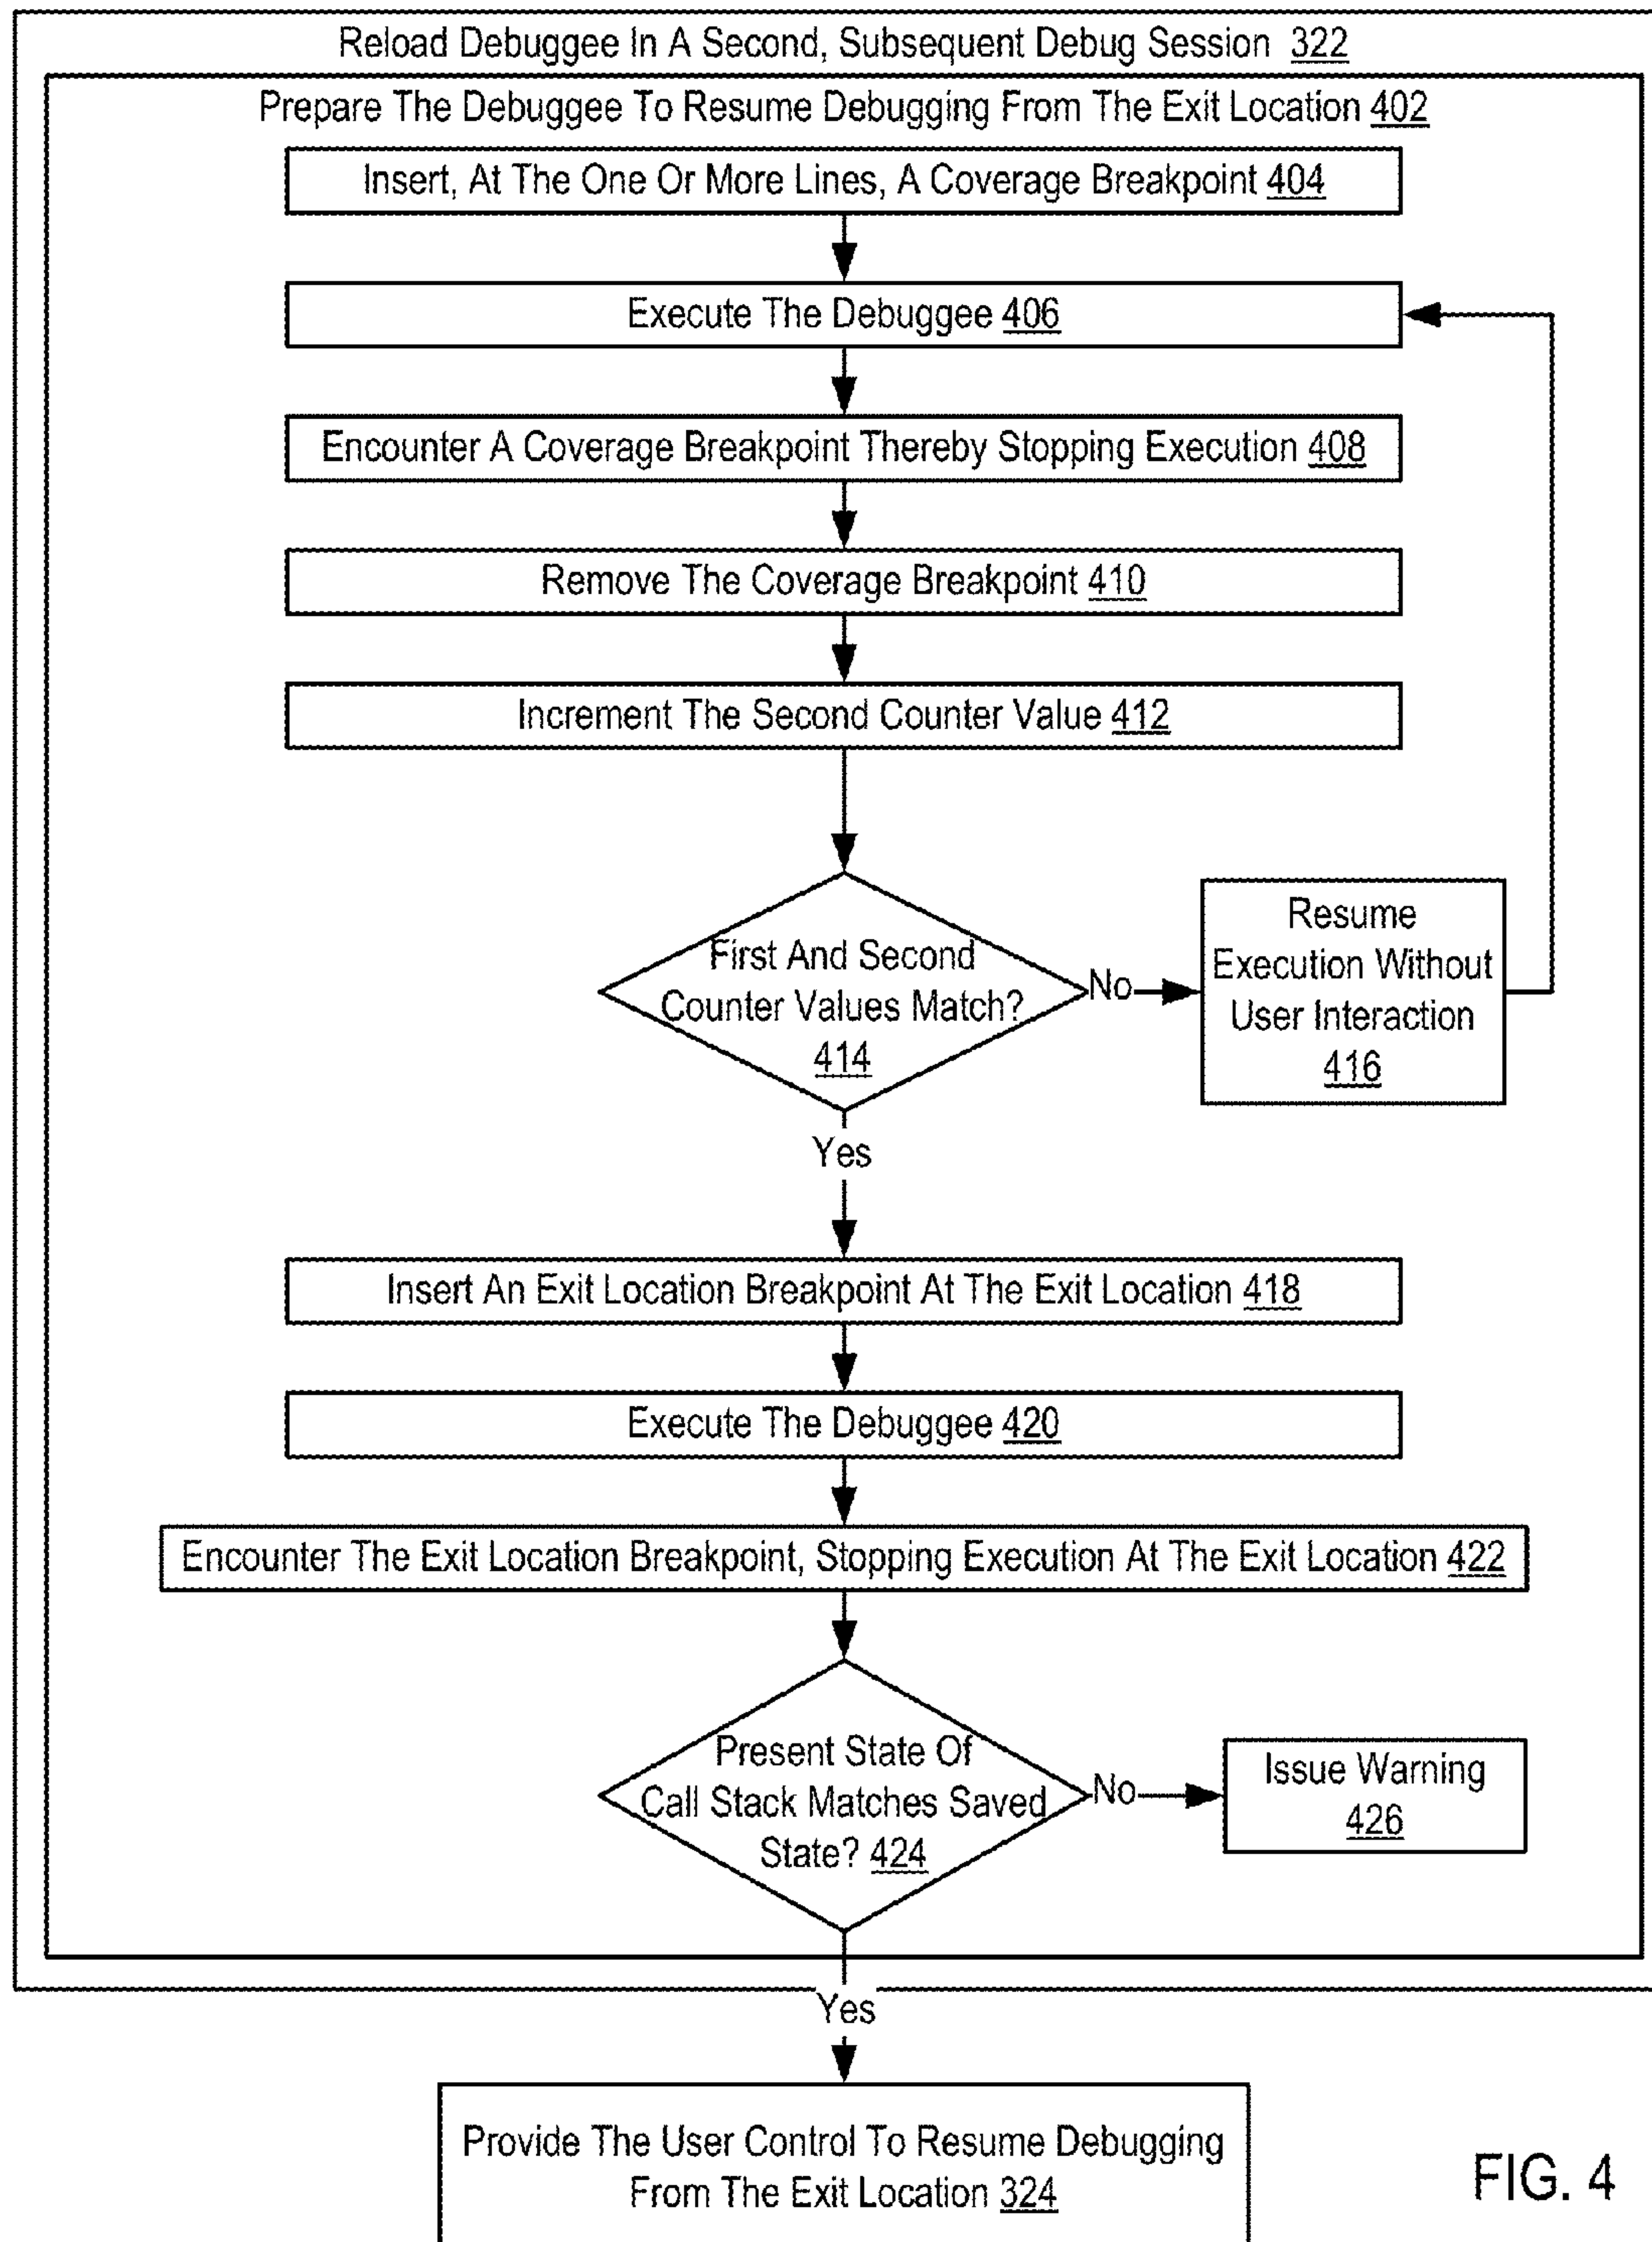 Reload Debuggee In A Second, Subsequent Debug Session 322
Prepare The Debuggee To Resume Debugging From The Exit Location 402
Insert, At The One Or More Lines, A Coverage Breakpoint 404
Execute The Debuggee 406
Encounter A Coverage Breakpoint Thereby Stopping Execution 408
Remove The Coverage Breakpoint 410
Increment The Second Counter Value 412
First And Second
Counter Values Match?
414
No
Resume
Execution Without
User Interaction
416
Yes
Insert An Exit Location Breakpoint At The Exit Location 418
Execute The Debuggee 420
Encounter The Exit Location Breakpoint, Stopping Execution At The Exit Location 422
Present State Of
Call Stack Matches Saved
State? 424
No
Issue Warning
426
Yes
Provide The User Control To Resume Debugging
From The Exit Location 324
FIG. 4